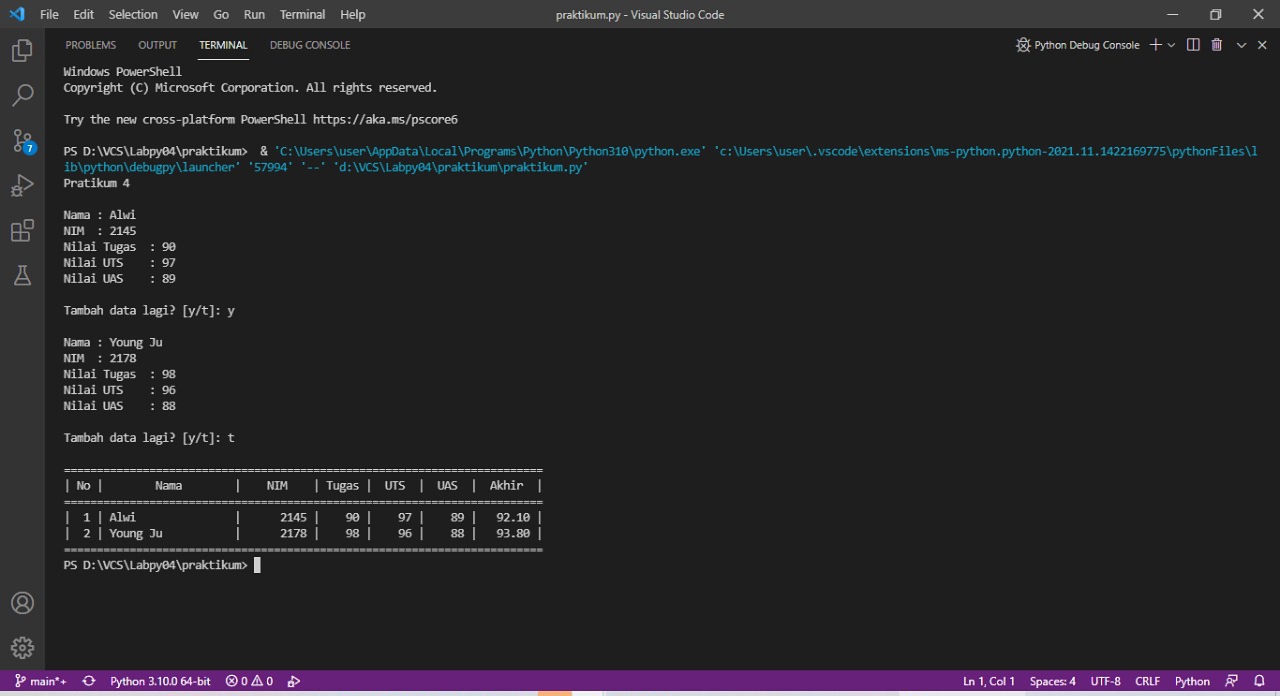 File Edit Selection View Go Run Terminal Help praktikum.py - Visual Studio Code
PROBLEMS OUTPUT TERMINAL DEBUG CONSOLE Python Debug Console
Windows PowerShell
Copyright (C) Microsoft Corporation. All rights reserved.
Try the new cross-platform PowerShell https://aka.ms/pscore6
PS D:\VCS\Labpy04\praktikum>  & 'C:\Users\user\AppData\Local\Programs\Python\Python310\python.exe' 'c:\Users\user\.vscode\extensions\ms-python.python-2021.11.1422169775\pythonFiles\l
ib\python\debugpy\launcher' '57994' '--' 'd:\VCS\Labpy04\praktikum\praktikum.py'
Pratikum 4
Nama : Alwi
NIM  : 2145
Nilai Tugas  : 90
Nilai UTS    : 97
Nilai UAS    : 89
Tambah data lagi? [y/t]: y
Nama : Young Ju
NIM  : 2178
Nilai Tugas  : 98
Nilai UTS    : 96
Nilai UAS    : 88
Tambah data lagi? [y/t]: t
=========================================================================
| No |        Nama        |    NIM    | Tugas |  UTS  |  UAS  |  Akhir  |
=========================================================================
|  1 | Alwi               |      2145 |    90 |    97 |    89 |   92.10 |
|  2 | Young Ju           |      2178 |    98 |    96 |    88 |   93.80 |
=========================================================================
PS D:\VCS\Labpy04\praktikum>
7
main*+ Python 3.10.0 64-bit 0 0 Ln 1, Col 1 Spaces: 4 UTF-8 CRLF Python